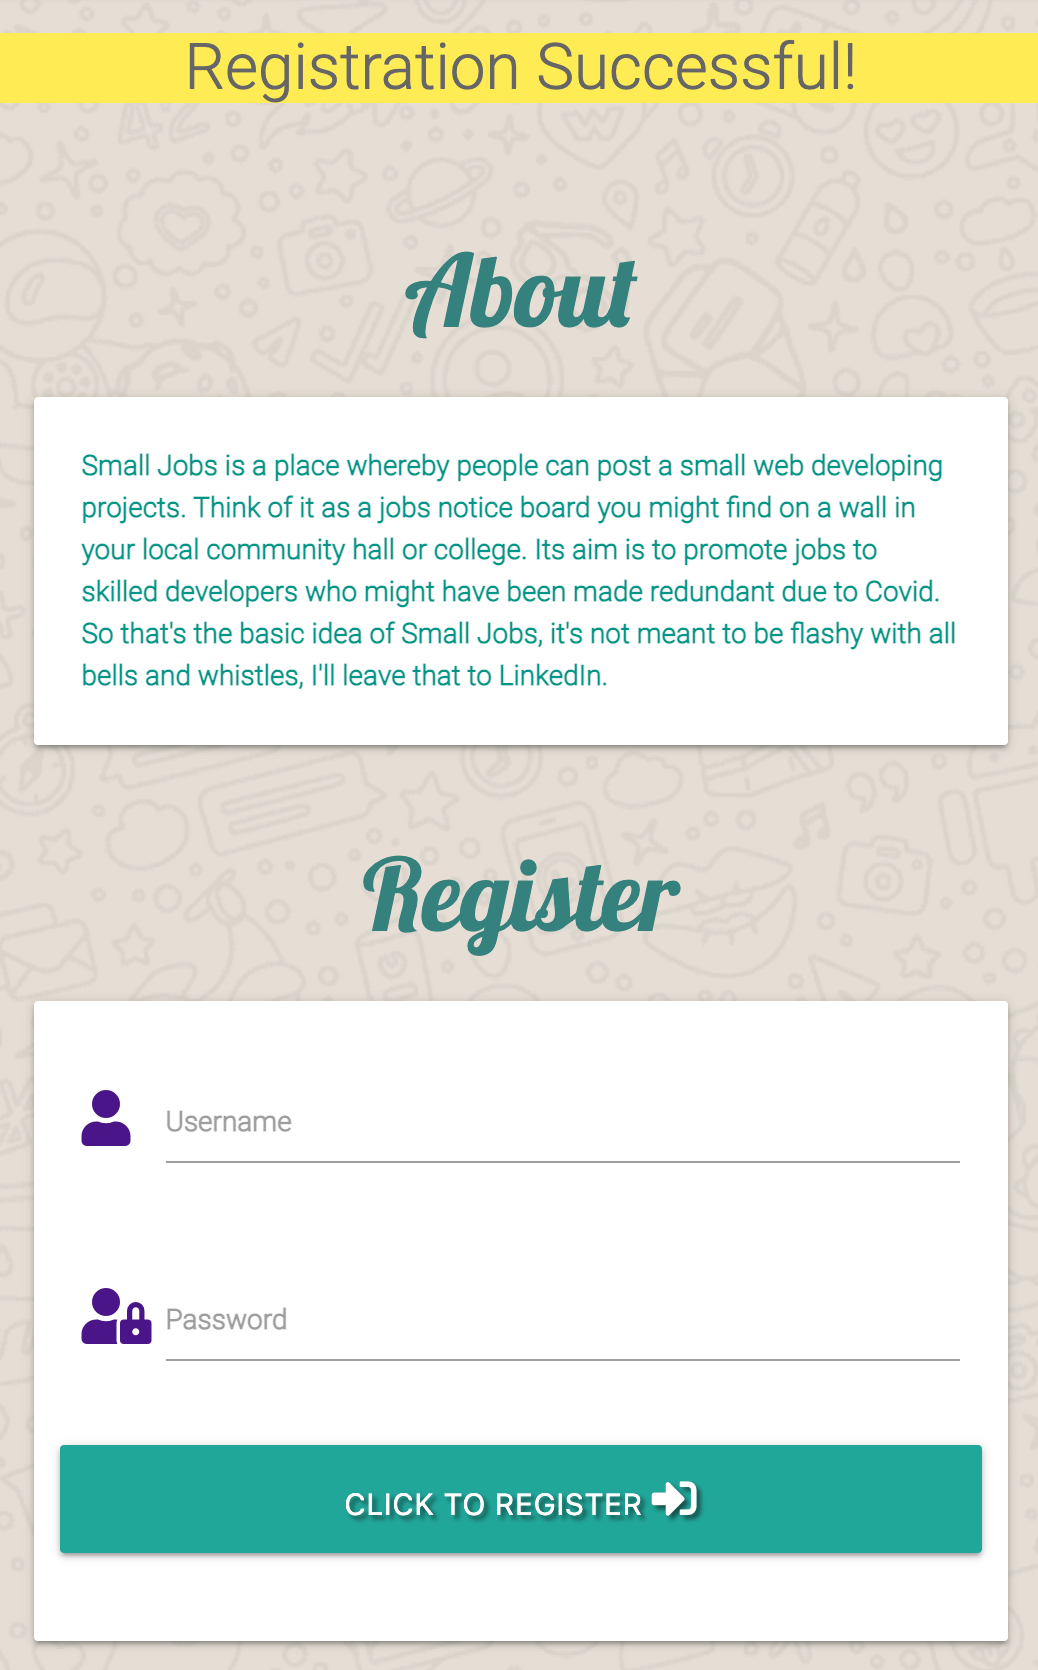 Registration Successful!
About
Small Jobs is a place whereby people can post a small web developing
projects. Think of it as a jobs notice board you might find on a wall in
your local community hall or college. Its aim is to promote jobs to
skilled developers who might have been made redundant due to Covid.
So that's the basic idea of Small Jobs, it's not meant to be flashy with all
bells and whistles, I'll leave that to LinkedIn.
Register
Username
Password
CLICK TO REGISTER